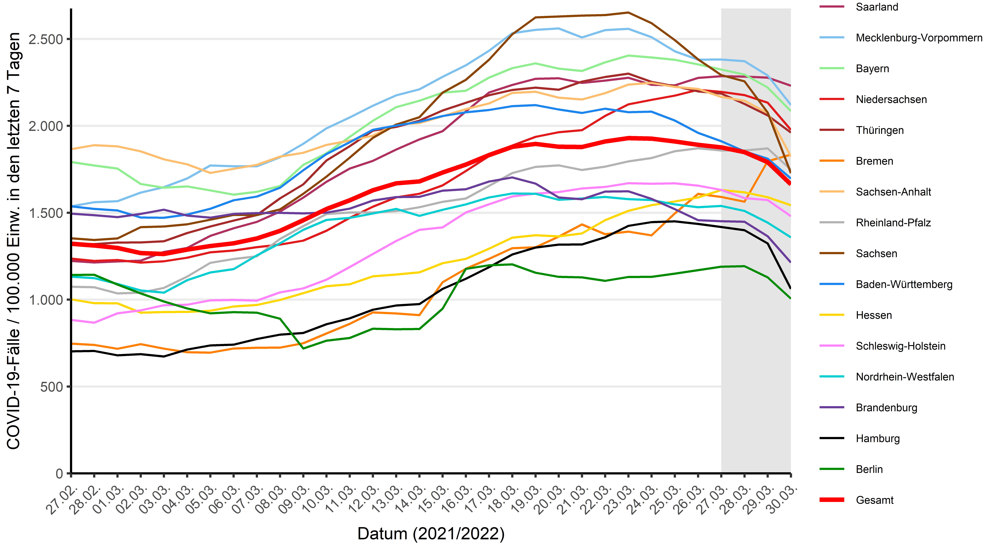 COVID-19-Fälle / 100.000 Einw. in den letzten 7 Tagen
2.500
2.000
1.500
1.000
500
0
27.02.
28.02.
01.03.
02.03.
03.03.
04.03.
05.03.
06.03.
07.03.
08.03.
09.03.
10.03.
11.03.
12.03.
13.03.
14.03.
15.03.
16.03.
17.03.
18.03.
19.03.
20.03.
21.03.
22.03.
23.03.
24.03.
25.03.
26.03.
27.03.
28.03.
29.03.
30.03.
Datum (2021/2022)
Saarland
Mecklenburg-Vorpommern
Bayern
Niedersachsen
Thüringen
Bremen
Sachsen-Anhalt
Rheinland-Pfalz
Sachsen
Baden-Württemberg
Hessen
Schleswig-Holstein
Nordrhein-Westfalen
Brandenburg
Hamburg
Berlin
Gesamt